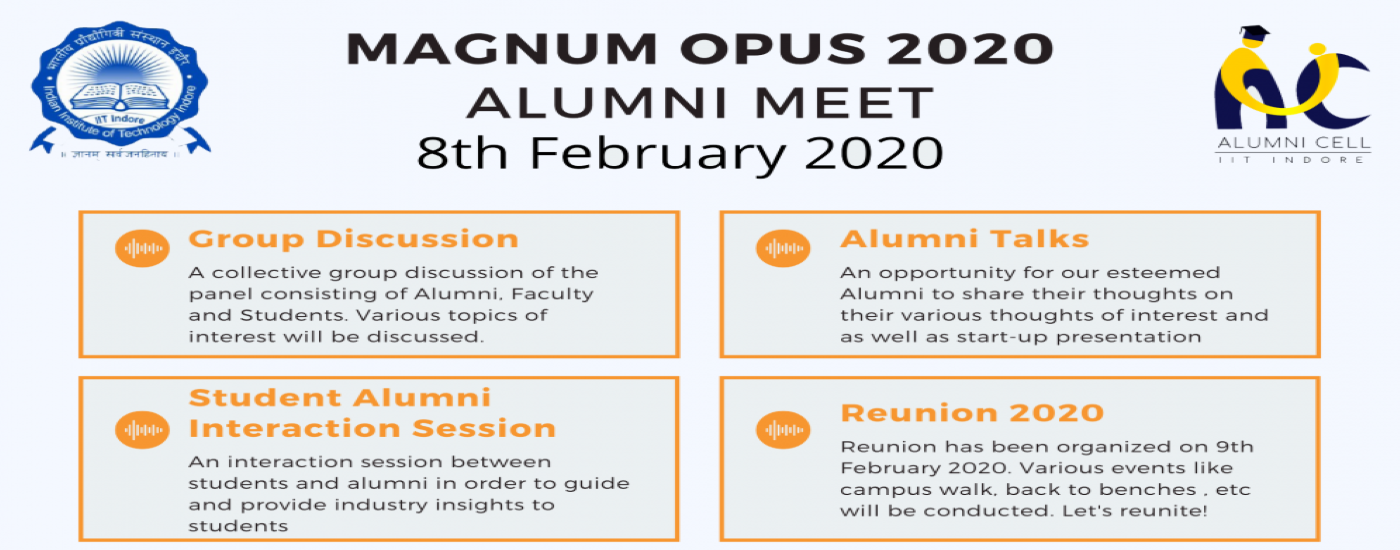 भारतीय प्रौद्योगिकी संस्थान इंदौर
IIT Indore
Indian Institute of Technology Indore
॥ ज्ञानम् सर्वजनहिताय ॥
MAGNUM OPUS 2020
ALUMNI MEET
8th February 2020
ALUMNI CELL
IIT INDORE
Group Discussion
A collective group discussion of the
panel consisting of Alumni, Faculty
and Students. Various topics of
interest will be discussed.
Alumni Talks
An opportunity for our esteemed
Alumni to share their thoughts on
their various thoughts of interest and
as well as start-up presentation
Student Alumni
Interaction Session
An interaction session between
students and alumni in order to guide
and provide industry insights to
students
Reunion 2020
Reunion has been organized on 9th
February 2020. Various events like
campus walk, back to benches , etc
will be conducted. Let's reunite!